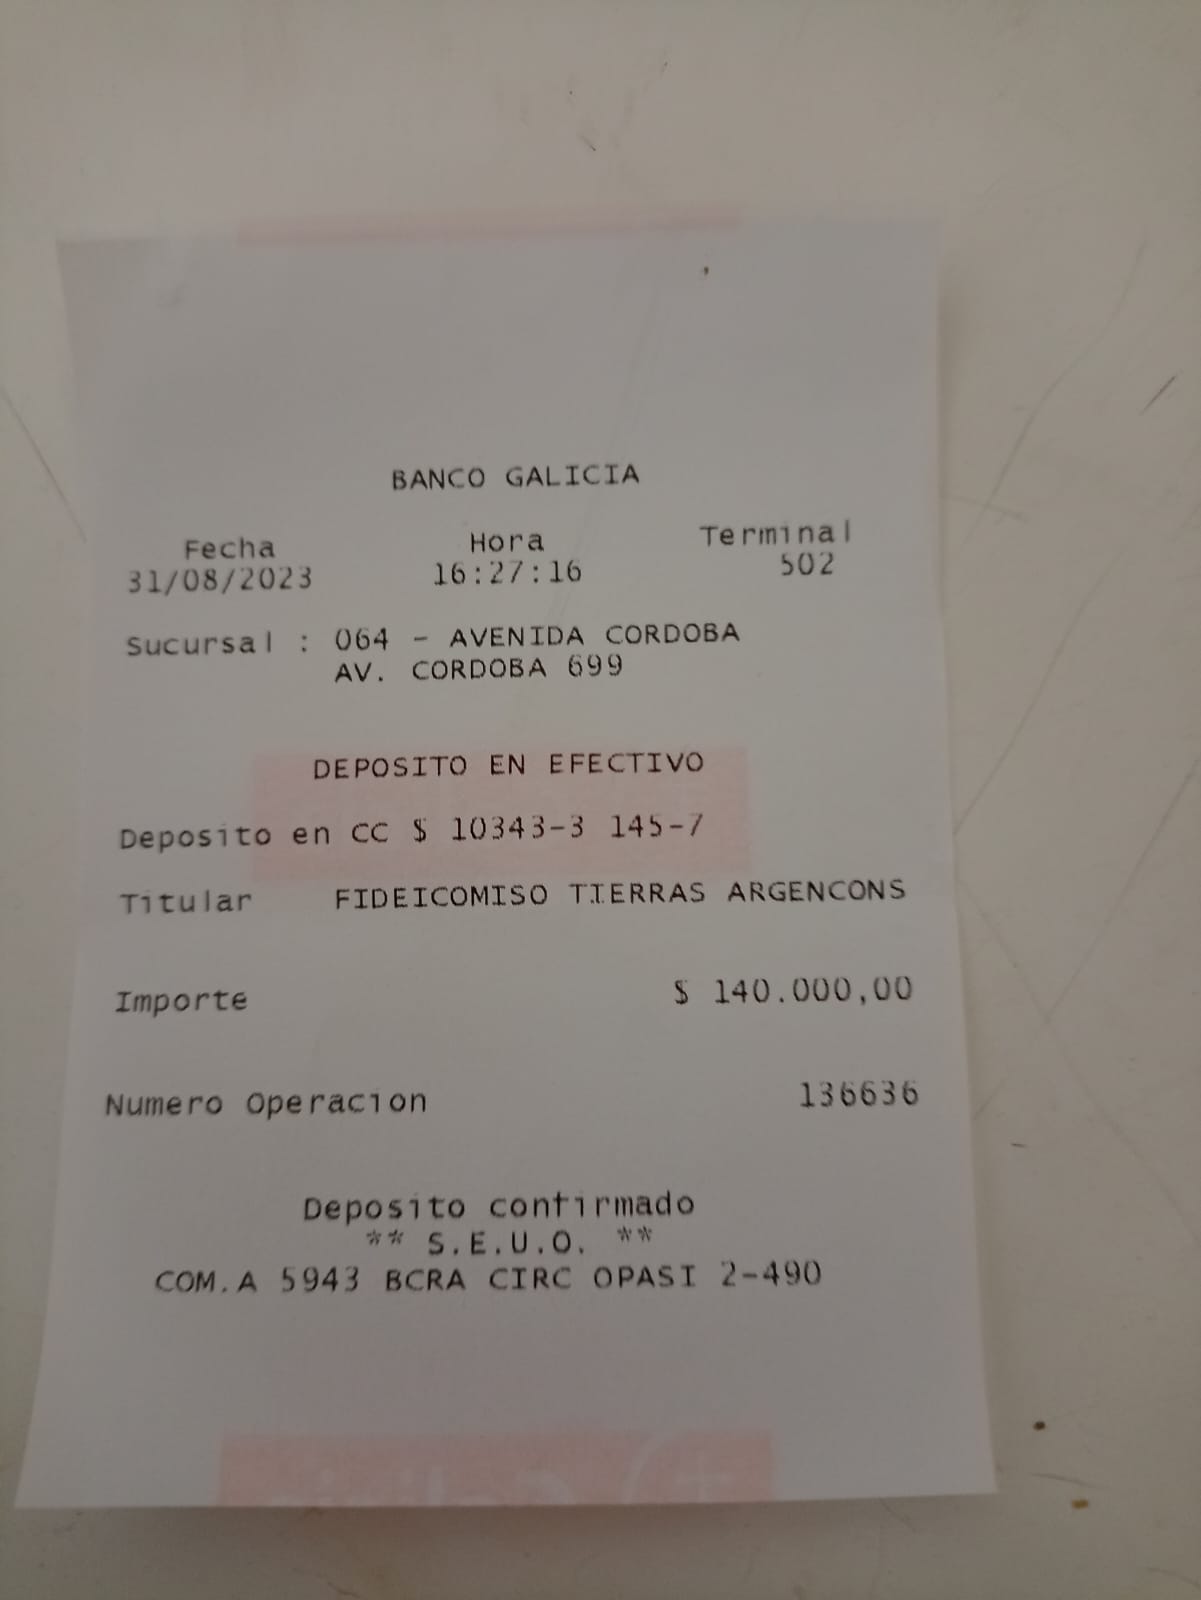 BANCO GALICIA
Fecha Hora Terminal
31/08/2023 16:27:16 502
Sucursal : 064 - AVENIDA CORDOBA
AV. CORDOBA 699
DEPOSITO EN EFECTIVO
Deposito en CC $ 10343-3 145-7
Titular FIDEICOMISO TIERRAS ARGENCONS
Importe $ 140.000,00
Numero Operacion 136636
Deposito confirmado
** S.E.U.O. **
COM.A 5943 BCRA CIRC OPASI 2-490